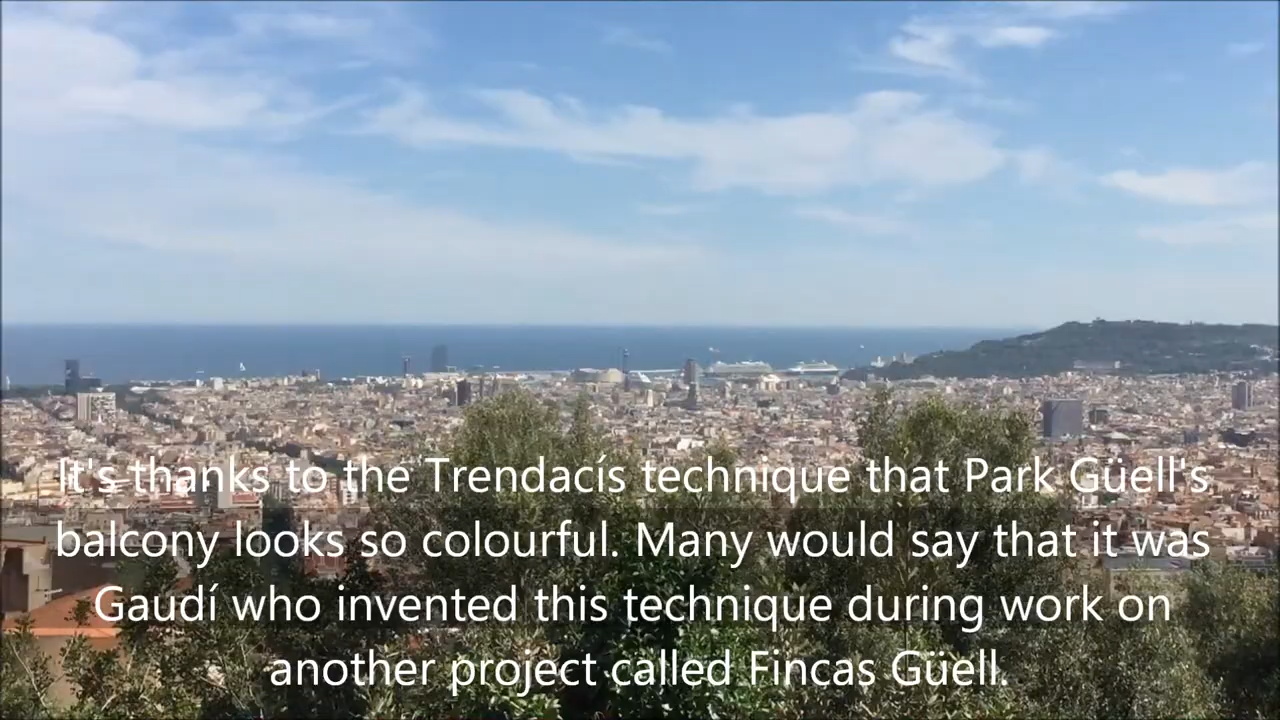 It's thanks to the Trendacís technique that Park Güell's
balcony looks so colourful. Many would say that it was
Gaudí who invented this technique during work on
another project called Fincas Güell.